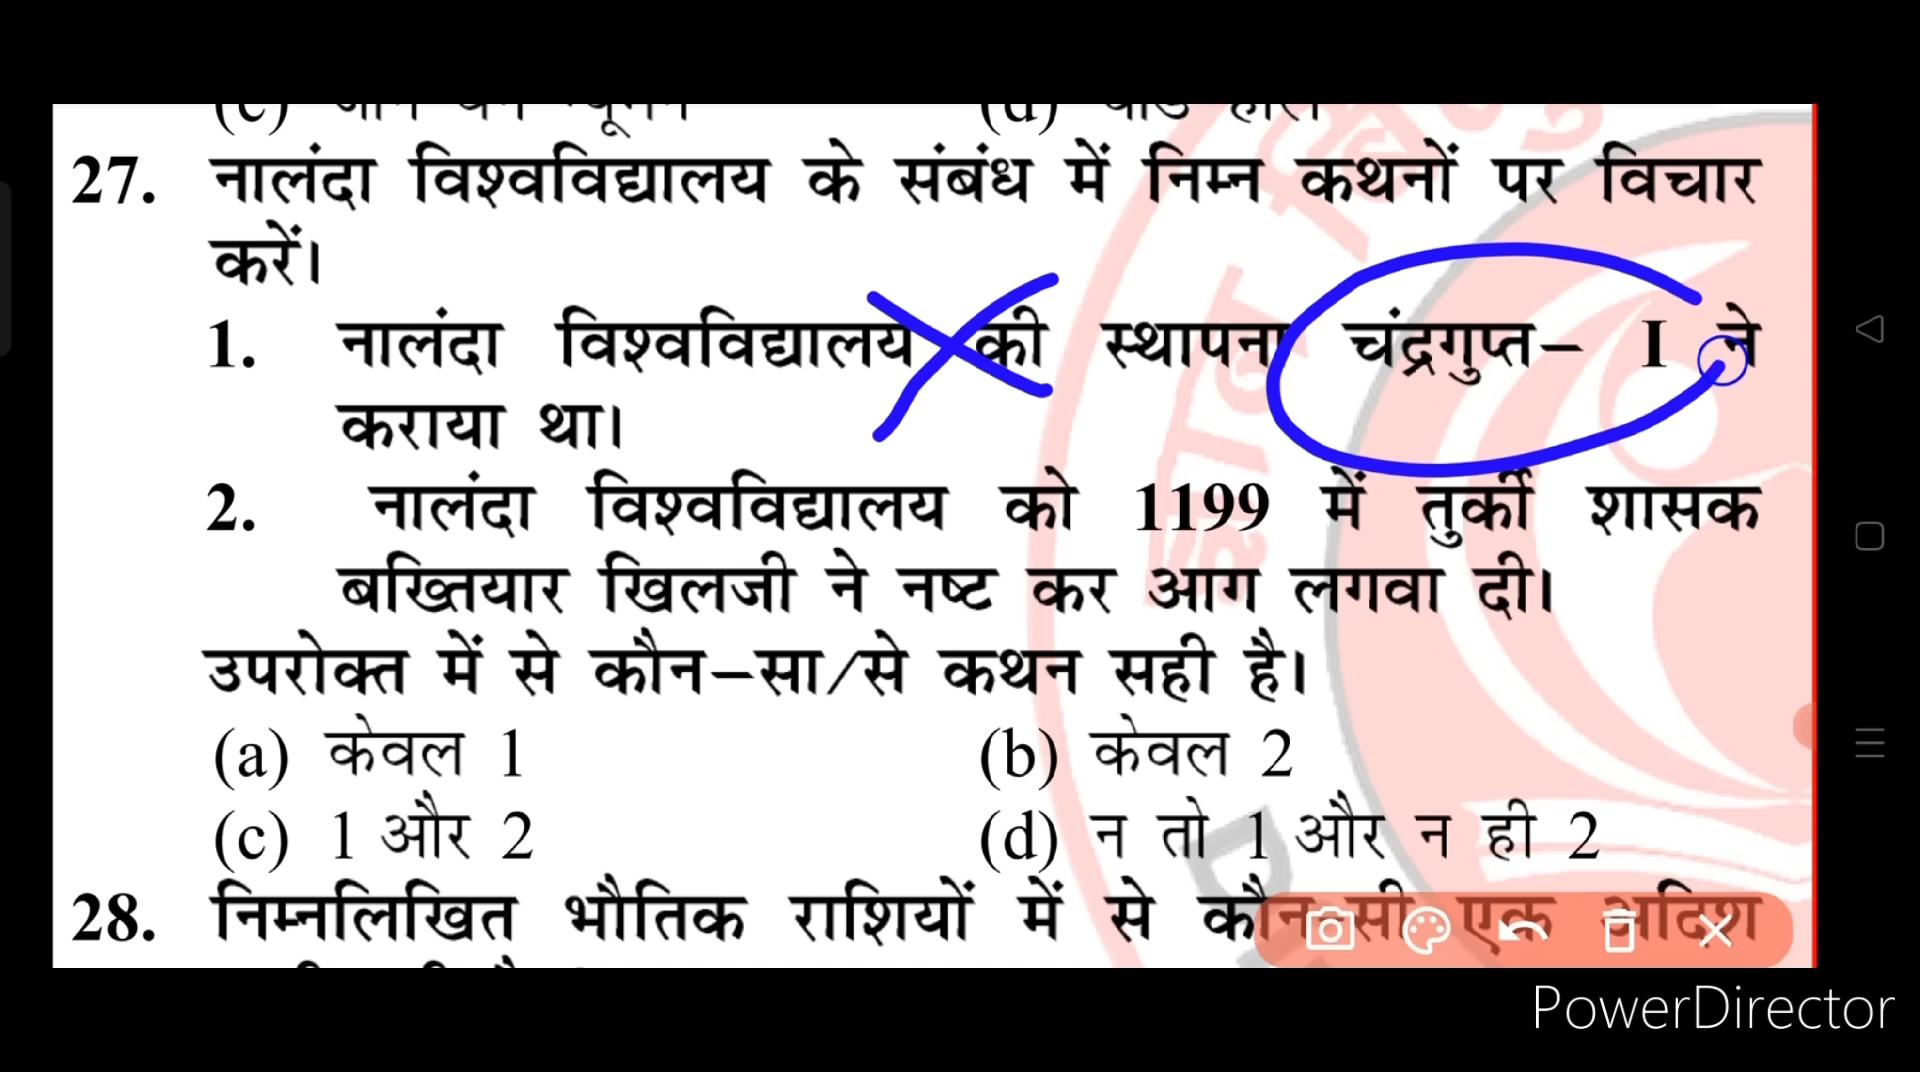 27. नालंदा विश्वविद्यालय के संबंध में निम्न कथनों पर विचार
करें।
1. नालंदा विश्वविद्यालय की स्थापना चंद्रगुप्त– I ने
कराया था।
2. नालंदा विश्वविद्यालय को 1199 में तुर्की शासक
बख्तियार खिलजी ने नष्ट कर आग लगवा दी।
उपरोक्त में से कौन–सा/से कथन सही है।
(a) केवल 1 (b) केवल 2
(c) 1 और 2 (d) न तो 1 और न ही 2
28. निम्नलिखित भौतिक राशियों में से कौन सी एक अदिश
PowerDirector